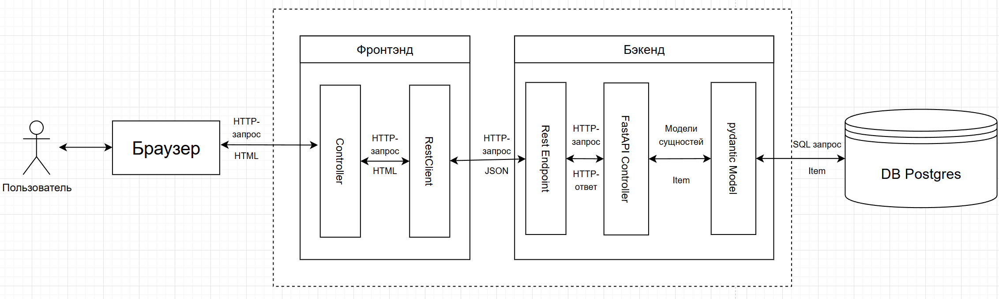 Пользователь
Браузер
HTTP-
запрос
HTML
Фронтэнд
Controller
HTTP-
запрос
HTML
RestClient
HTTP-
запрос
JSON
Бэкенд
Rest Endpoint
HTTP-
запрос
HTTP-
ответ
FastAPI Controller
Модели
сущностей
Item
pydantic Model
SQL запрос
Item
DB Postgres